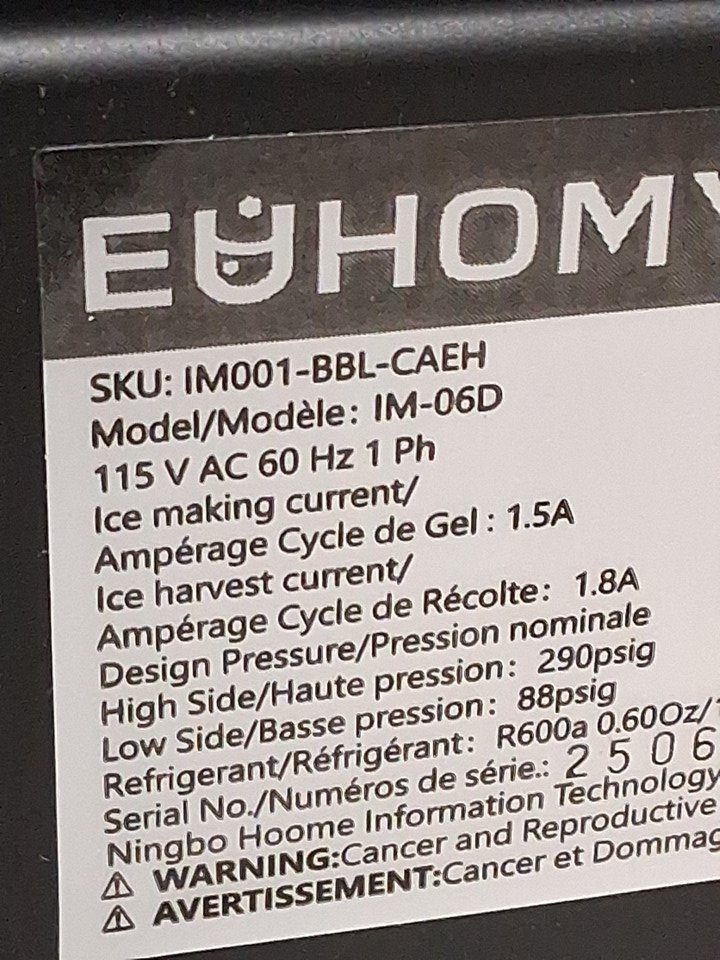 EUHOMY
SKU: IM001-BBL-CAEH
Model/Modèle: IM-06D
115 V AC 60 Hz 1 Ph
Ice making current/
Ampérage Cycle de Gel : 1.5A
Ice harvest current/
Ampérage Cycle de Récolte: 1.8A
Design Pressure/Pression nominale
High Side/Haute pression: 290psig
Low Side/Basse pression: 88psig
Refrigerant/Réfrigérant: R600a 0.60Oz/
Serial No./Numéros de série.: 2506
Ningbo Hoome Information Technology
⚠ WARNING:Cancer and Reproductive
⚠ AVERTISSEMENT:Cancer et Dommag